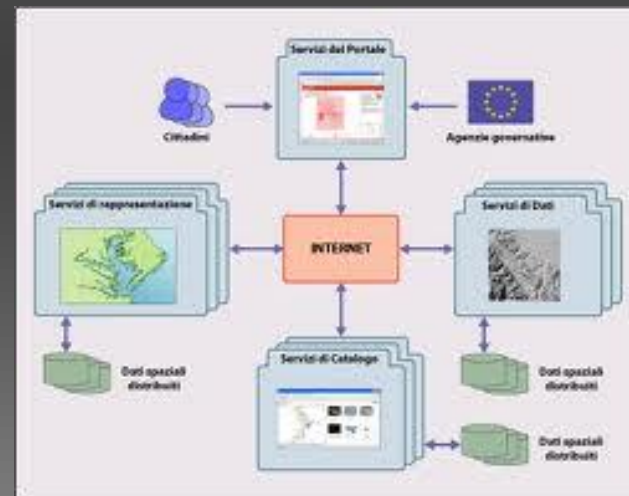 Servizi del Portale
Cittadini
Agenzie governative
Servizi di rappresentazione
INTERNET
Servizi di Dati
Dati spaziali
distribuiti
Servizi di Catalogo
Dati spaziali
distribuiti
Dati spaziali
distribuiti